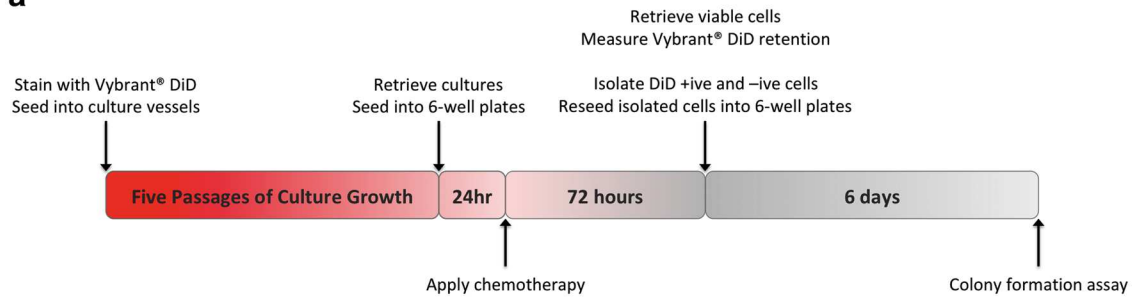 a
Retrieve viable cells
Measure Vybrant® DiD retention
Stain with Vybrant® DiD
Seed into culture vessels
Retrieve cultures
Seed into 6-well plates
Isolate DiD +ive and –ive cells
Reseed isolated cells into 6-well plates
Five Passages of Culture Growth
24hr
72 hours
6 days
Apply chemotherapy
Colony formation assay